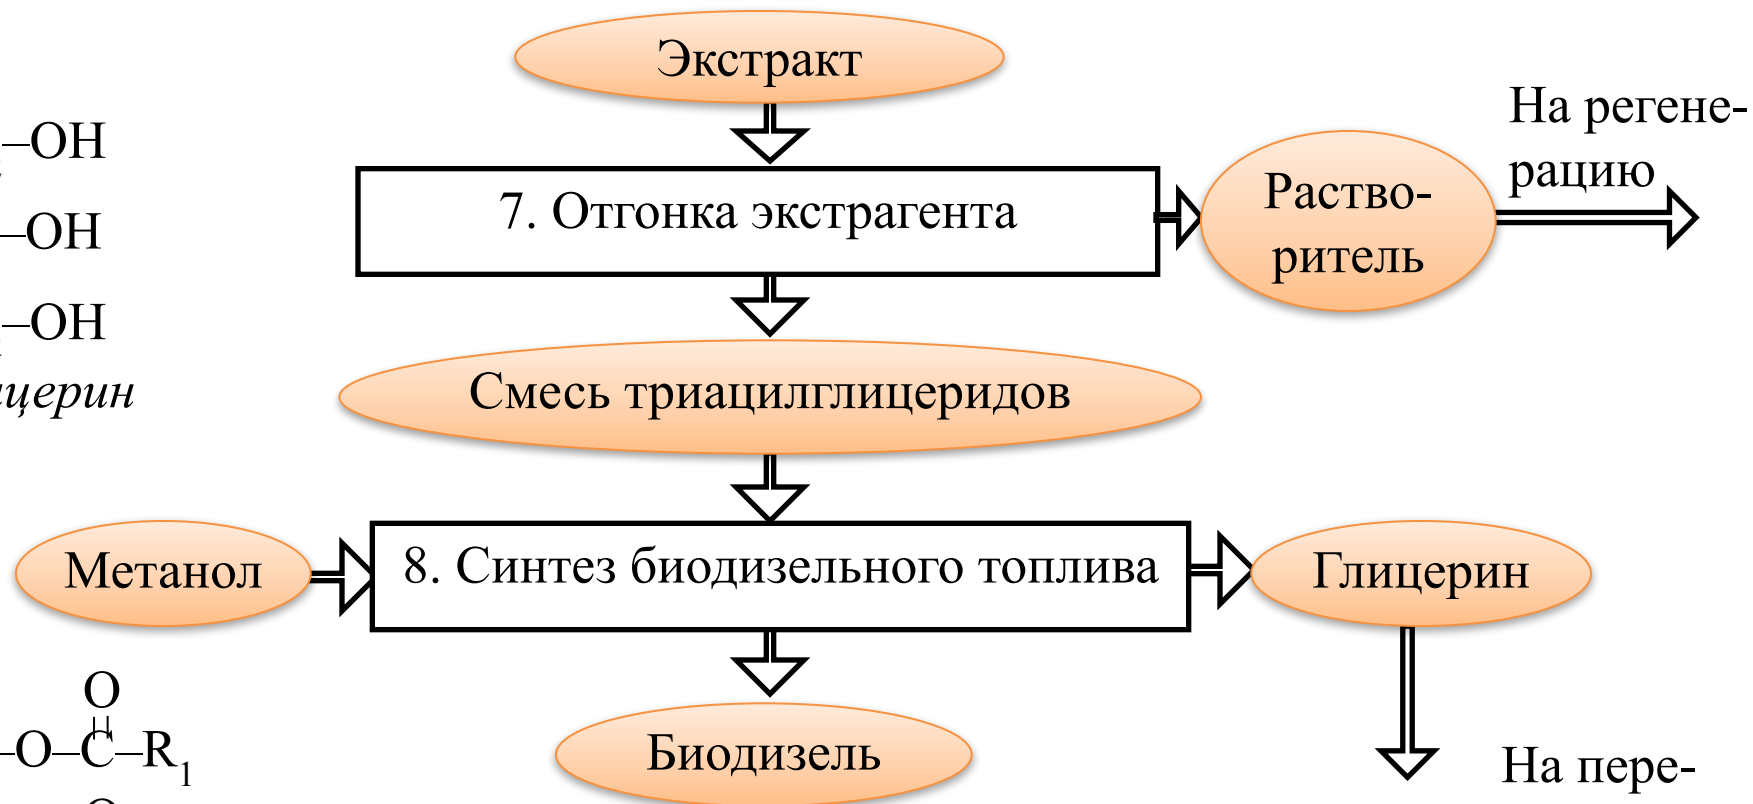 Экстракт
На регене-
рацию
–OH
7. Отгонка экстрагента
Раство-
ритель
–OH
–OH
Смесь триацилглицеридов
Метанол
8. Синтез биодизельного топлива
Глицерин
O
–O–C–R1
Биодизель
На пере-